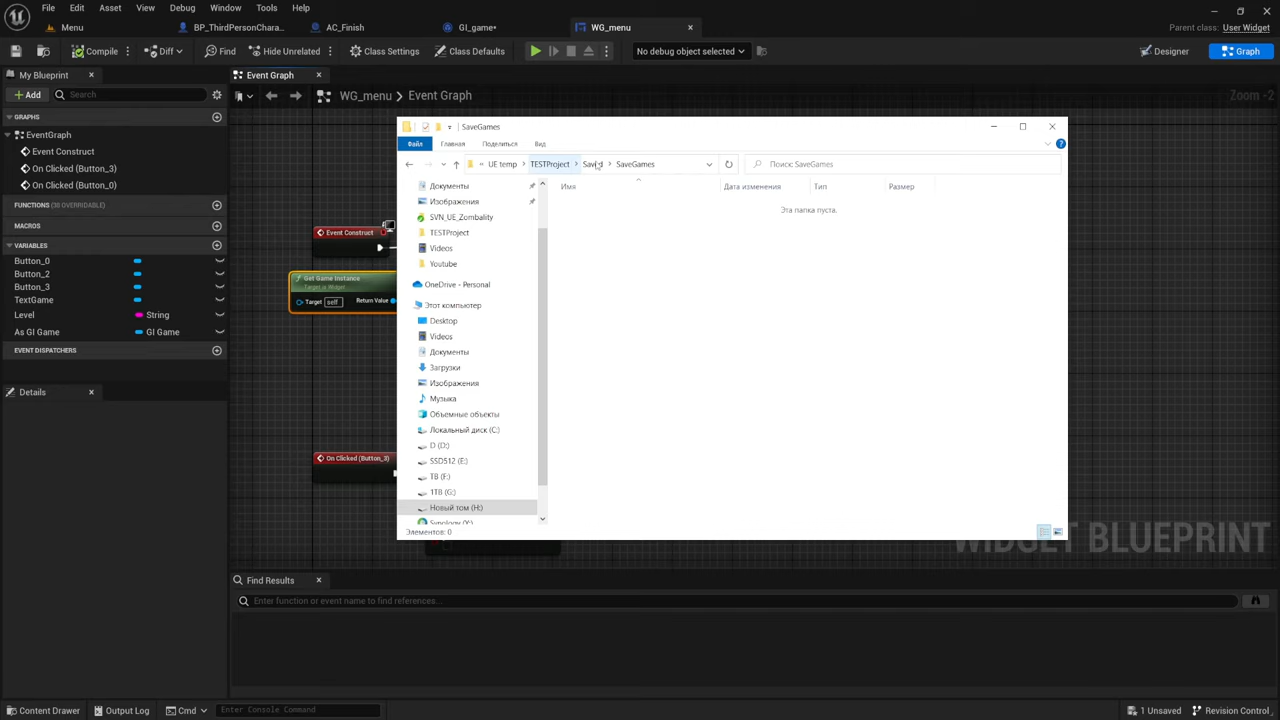 File Edit Asset View Debug Window Tools Help
Menu BP_ThirdPersonChara... AC_Finish GI_game* WG_menu Parent class: User Widget
Compile Diff Find Hide Unrelated Class Settings Class Defaults No debug object selected Designer Graph
My Blueprint Event Graph
Add Search WG_menu Event Graph Zoom -2
GRAPHS
EventGraph
Event Construct
On Clicked (Button_3)
On Clicked (Button_0)
FUNCTIONS (30 OVERRIDABLE)
MACROS
VARIABLES
Button_0
Button_2
Button_3
TextGame
Level String
As GI Game GI Game
EVENT DISPATCHERS
Details
Event Construct
Get Game Instance
Target is Widget
Target self Return Value
On Clicked (Button_3)
SaveGames
Файл Главная Поделиться Вид
« UE temp TESTProject SaveGames Поиск: SaveGames
Имя Дата изменения Тип Размер
Эта папка пуста.
Документы
Изображения
SVN_UE_Zombality
TESTProject
Videos
Youtube
OneDrive - Personal
Этот компьютер
Desktop
Videos
Документы
Загрузки
Изображения
Музыка
Объемные объекты
Локальный диск (C:)
D (D:)
SSD512 (E:)
TB (F:)
1TB (G:)
Новый том (H:)
Элементов: 0
WIDGET BLUEPRINT
Find Results
Enter function or event name to find references...
Content Drawer Output Log Cmd Enter Console Command 1 Unsaved Revision Control